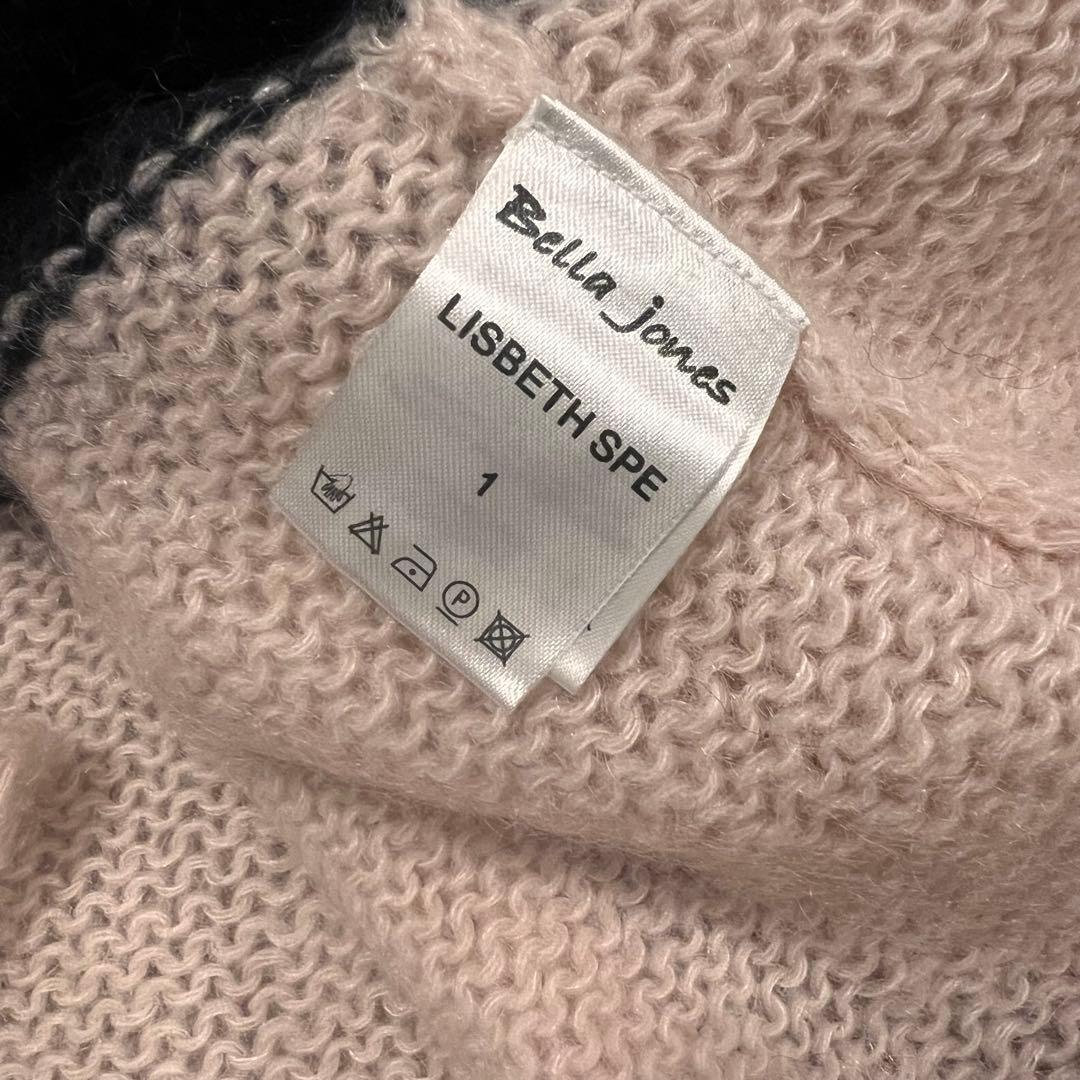 Bella jones
LISBETH SPE
1
P